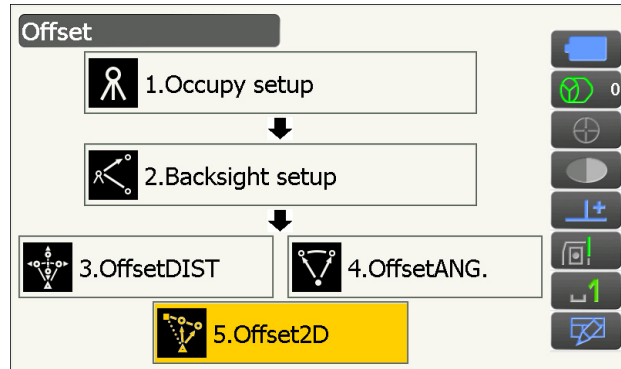 Offset
1.Occupy setup
0
2.Backsight setup
3.OffsetDIST
4.OffsetANG.
1
5.Offset2D